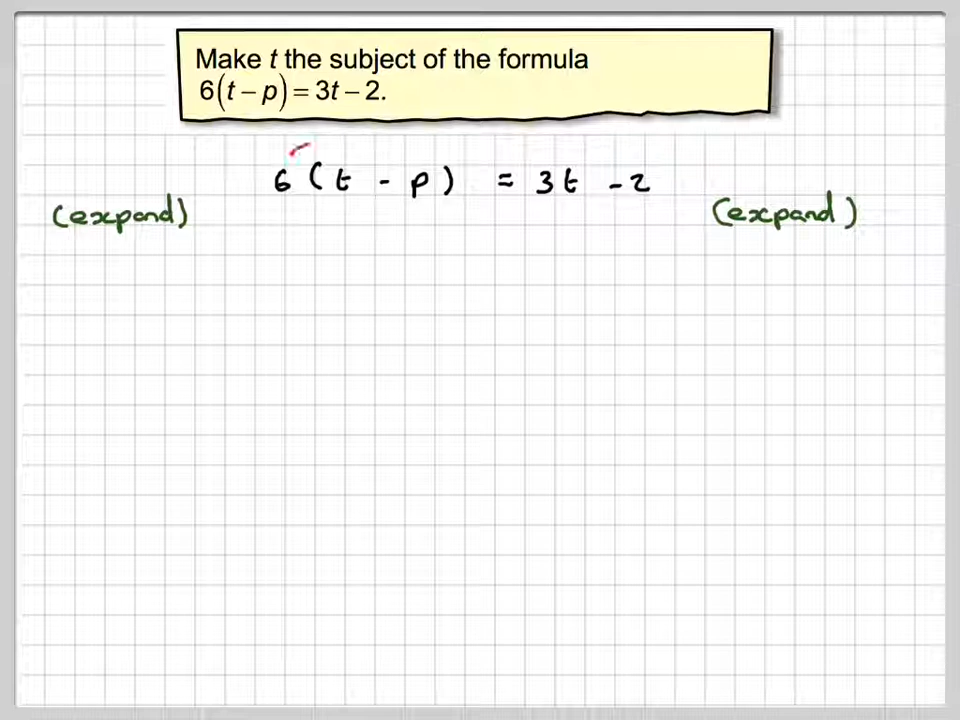 Make t the subject of the formula
6(t − p) = 3t − 2.
6 (t - p) = 3t - 2
(expand) (expand)